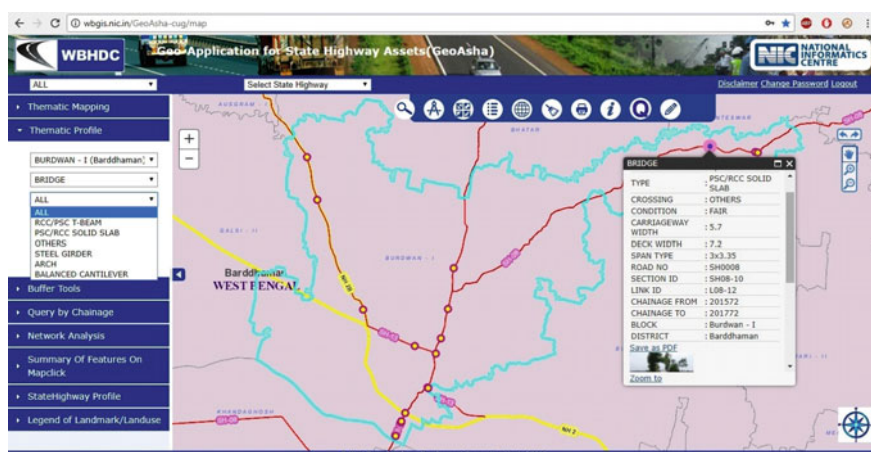 wbgis.nic.in/GeoAsha-cug/map
WBHDC
Geo-Application for State Highway Assets(GeoAsha)
NIC NATIONAL
INFORMATICS
CENTRE
ALL
Select State Highway
Disclaimer Change Password Logout
Thematic Mapping
Thematic Profile
BURDWAN - I (Barddhaman)
BRIDGE
ALL
ALL
RCC/PSC T-BEAM
PSC/RCC SOLID SLAB
OTHERS
STEEL GIRDER
ARCH
BALANCED CANTILEVER
Buffer Tools
Query by Chainage
Network Analysis
Summary Of Features On
Mapclick
StateHighway Profile
Legend of Landmark/Landuse
BHATAR
GALSI - II
BURDWAN - I
Barddhaman
WEST BENGAL
KHANDAGHOSH
NH 2
BRIDGE
TYPE : PSC/RCC SOLID
SLAB
CROSSING : OTHERS
CONDITION : FAIR
CARRIAGEWAY
WIDTH : 5.7
DECK WIDTH : 7.2
SPAN TYPE : 3x3.35
ROAD NO : SH0008
SECTION ID : SH08-10
LINK ID : L08-12
CHAINAGE FROM : 201572
CHAINAGE TO : 201772
BLOCK : Burdwan - I
DISTRICT : Barddhaman
Save as PDF
Zoom to